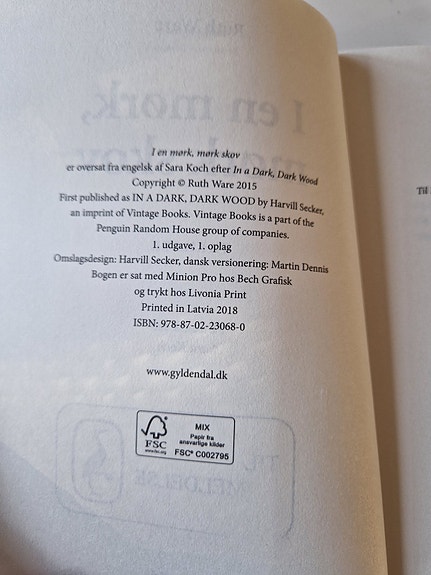 I en mørk, mørk skov
er oversat fra engelsk af Sara Koch efter In a Dark, Dark Wood
Copyright © Ruth Ware 2015
First published as IN A DARK, DARK WOOD by Harvill Secker,
an imprint of Vintage Books. Vintage Books is a part of the
Penguin Random House group of companies.
1. udgave, 1. oplag
Omslagsdesign: Harvill Secker, dansk versionering: Martin Dennis
Bogen er sat med Minion Pro hos Bech Grafisk
og trykt hos Livonia Print
Printed in Latvia 2018
ISBN: 978-87-02-23068-0
www.gyldendal.dk
FSC
www.fsc.org
MIX
Papir fra
ansvarlige kilder
FSC® C002795
Til